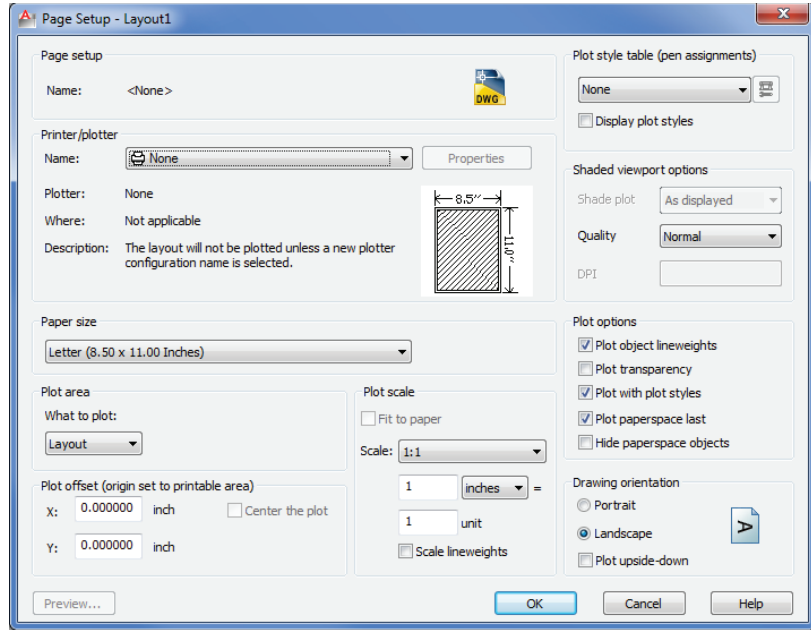 Page Setup - Layout1
Page setup
Name: <None>
DWG
Printer/plotter
Name: None
Properties
Plotter: None
Where: Not applicable
Description: The layout will not be plotted unless a new plotter
configuration name is selected.
8.5″
11.0″
Paper size
Letter (8.50 x 11.00 Inches)
Plot area
What to plot:
Layout
Plot offset (origin set to printable area)
X: 0.000000 inch
Center the plot
Y: 0.000000 inch
Plot scale
Fit to paper
Scale: 1:1
1 inches =
1 unit
Scale lineweights
Plot style table (pen assignments)
None
Display plot styles
Shaded viewport options
Shade plot As displayed
Quality Normal
DPI
Plot options
Plot object lineweights
Plot transparency
Plot with plot styles
Plot paperspace last
Hide paperspace objects
Drawing orientation
Portrait
Landscape
Plot upside-down
A
Preview...
OK
Cancel
Help